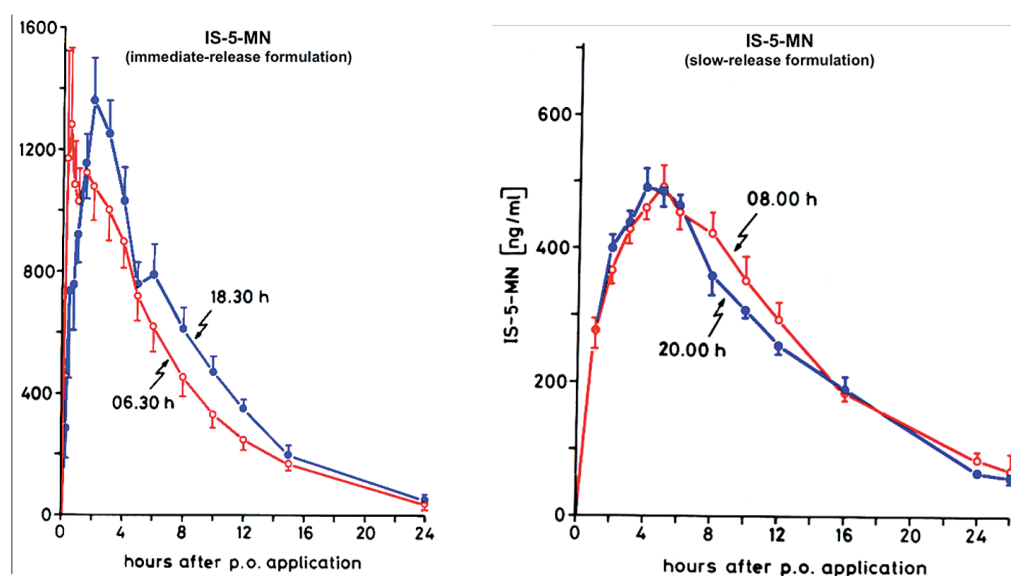 IS-5-MN
(immediate-release formulation)
1600
1200
800
400
0
18.30 h
06.30 h
0 4 8 12 16 20 24
hours after p.o. application
IS-5-MN
(slow-release formulation)
IS-5-MN [ng/ml]
600
400
200
0
08.00 h
20.00 h
0 4 8 12 16 20 24
hours after p.o. application